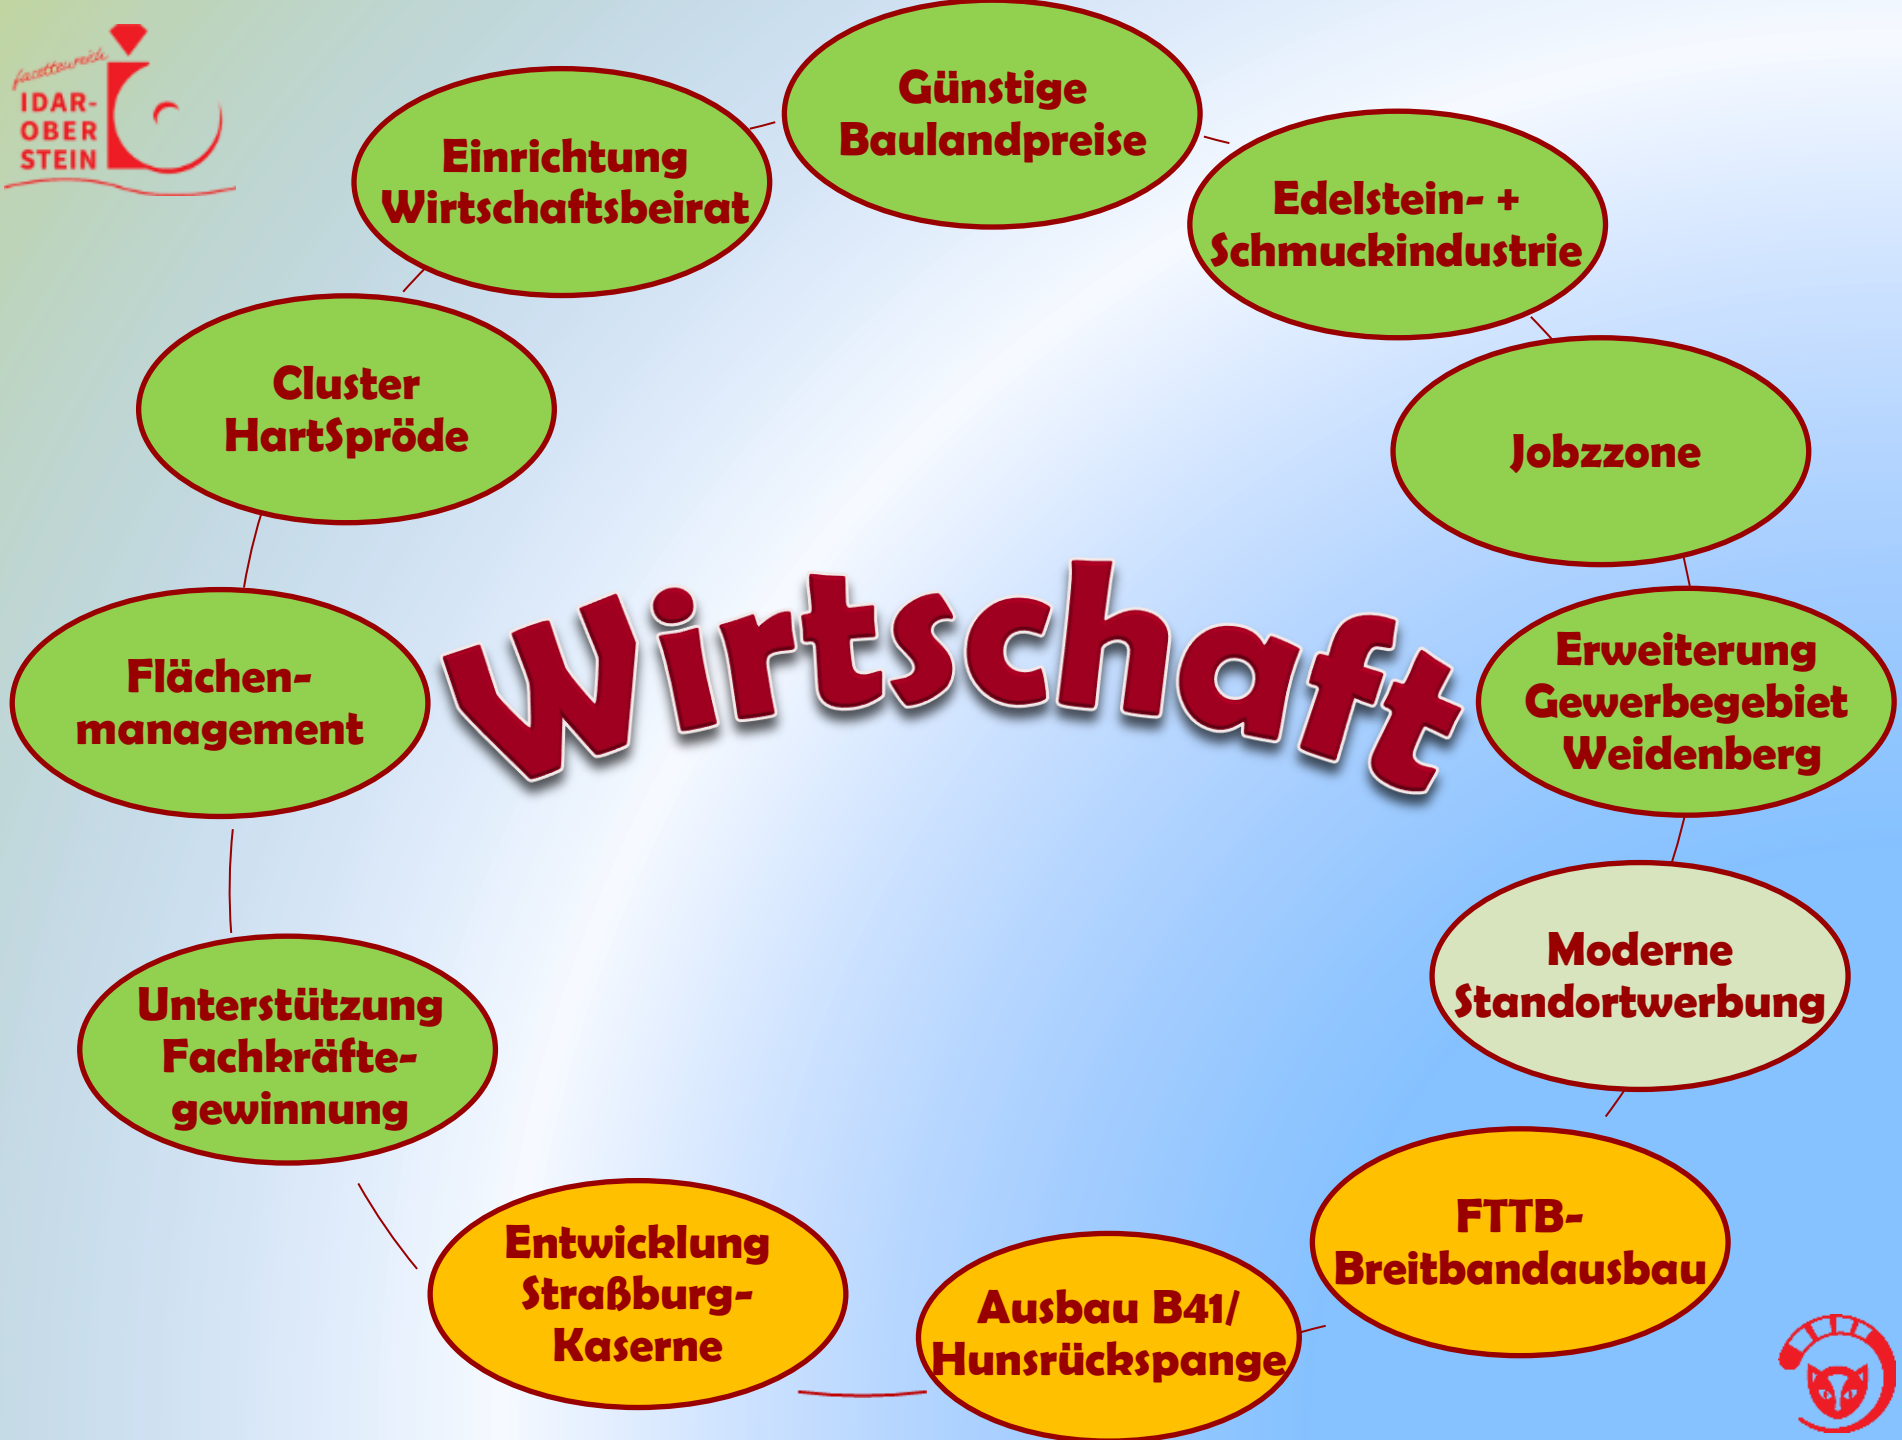 facettenreich
IDAR-
OBER
STEIN
Günstige
Baulandpreise
Edelstein- +
Schmuckindustrie
Jobzzone
Erweiterung
Gewerbegebiet
Weidenberg
Moderne
Standortwerbung
FTTB-
Breitbandausbau
Ausbau B41/
Hunsrückspange
Entwicklung
Straßburg-
Kaserne
Unterstützung
Fachkräfte-
gewinnung
Flächen-
management
Cluster
HartSpröde
Einrichtung
Wirtschaftsbeirat
Wirtschaft